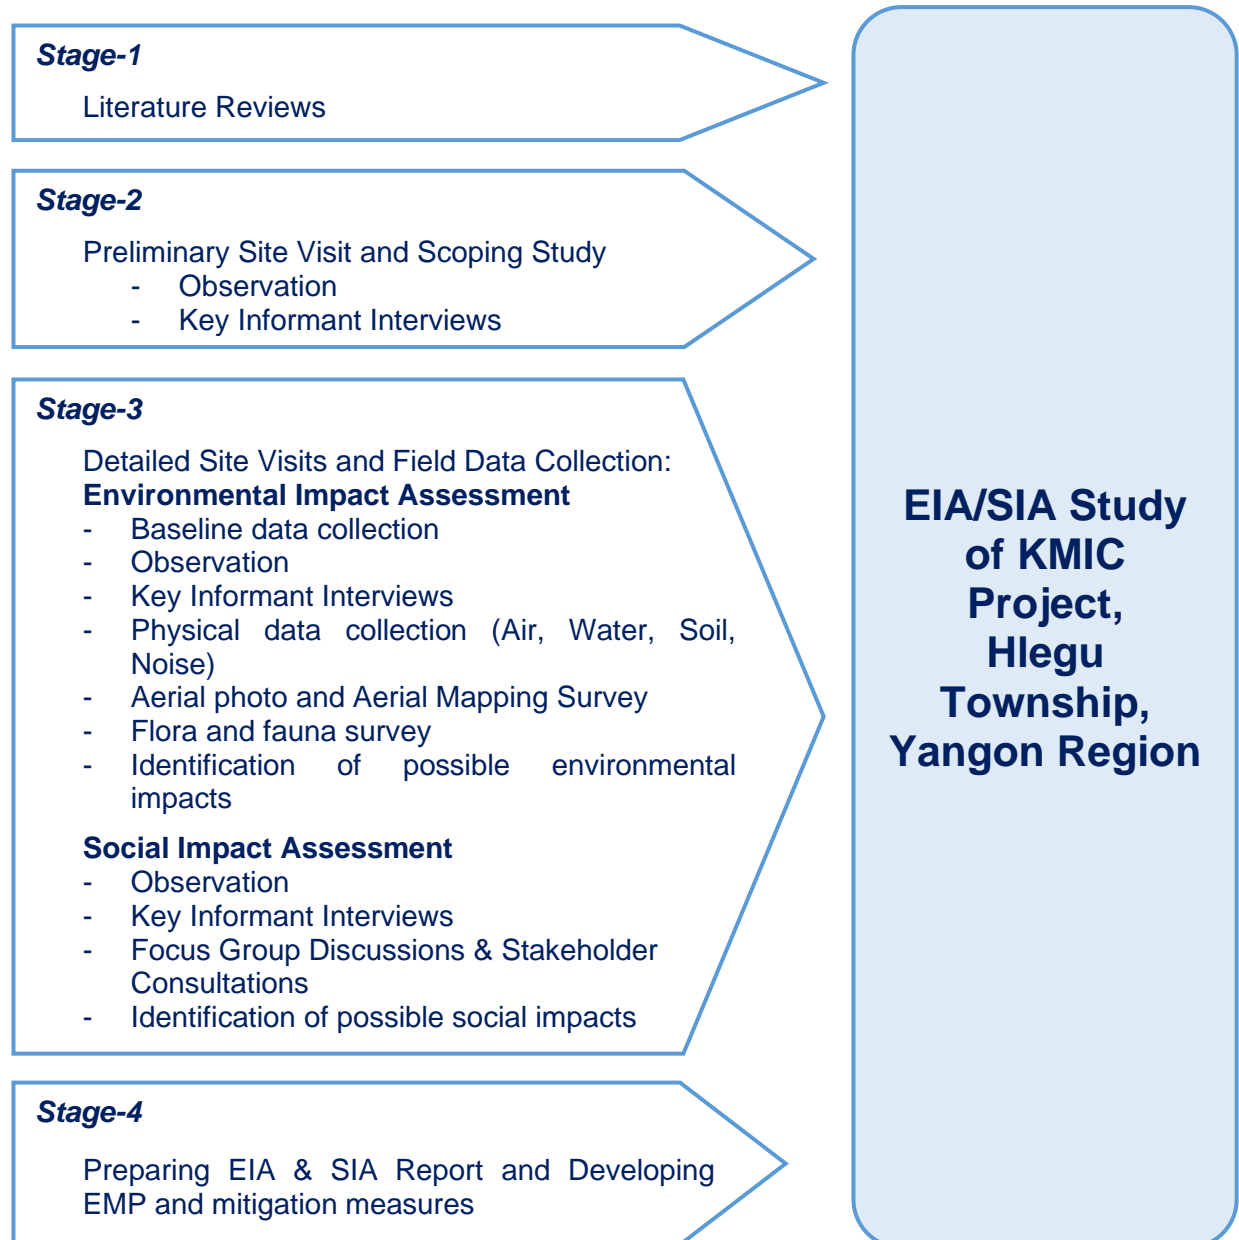 Stage-1
Literature Reviews
Stage-2
Preliminary Site Visit and Scoping Study
- Observation
- Key Informant Interviews
Stage-3
Detailed Site Visits and Field Data Collection:
Environmental Impact Assessment
- Baseline data collection
- Observation
- Key Informant Interviews
- Physical data collection (Air, Water, Soil,
Noise)
- Aerial photo and Aerial Mapping Survey
- Flora and fauna survey
- Identification of possible environmental
impacts
Social Impact Assessment
- Observation
- Key Informant Interviews
- Focus Group Discussions & Stakeholder
Consultations
- Identification of possible social impacts
Stage-4
Preparing EIA & SIA Report and Developing
EMP and mitigation measures
EIA/SIA Study
of KMIC
Project,
Hlegu
Township,
Yangon Region